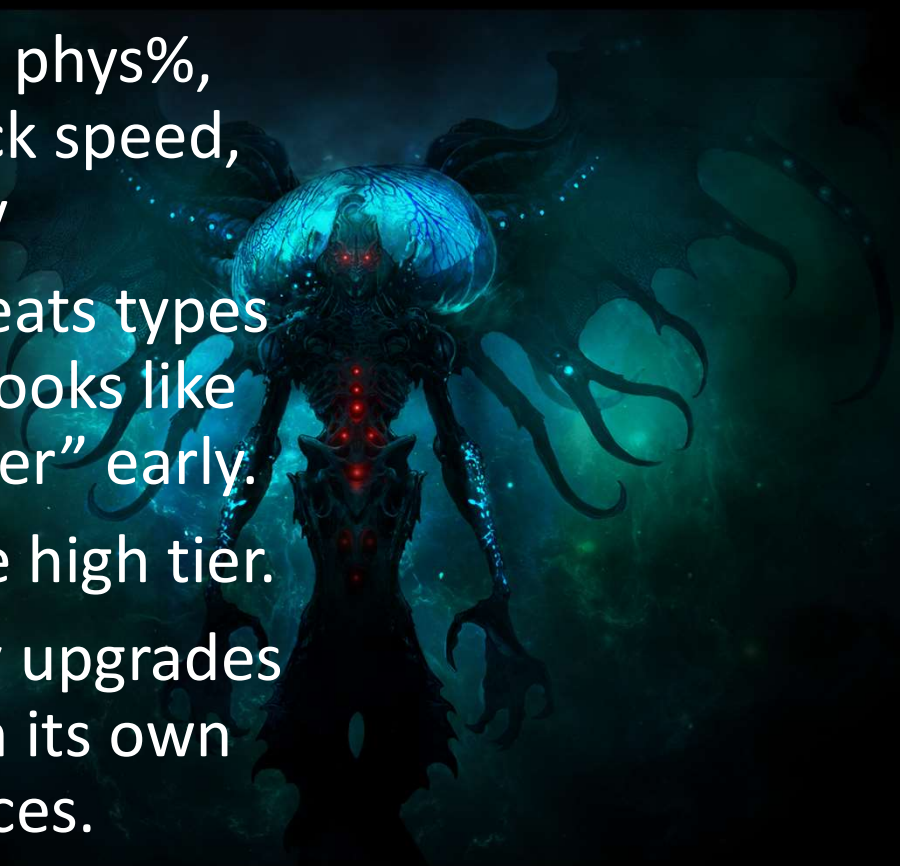 phys%,
ck speed,
y
eats types
ooks like
er” early.
e high tier.
y upgrades
n its own
ces.